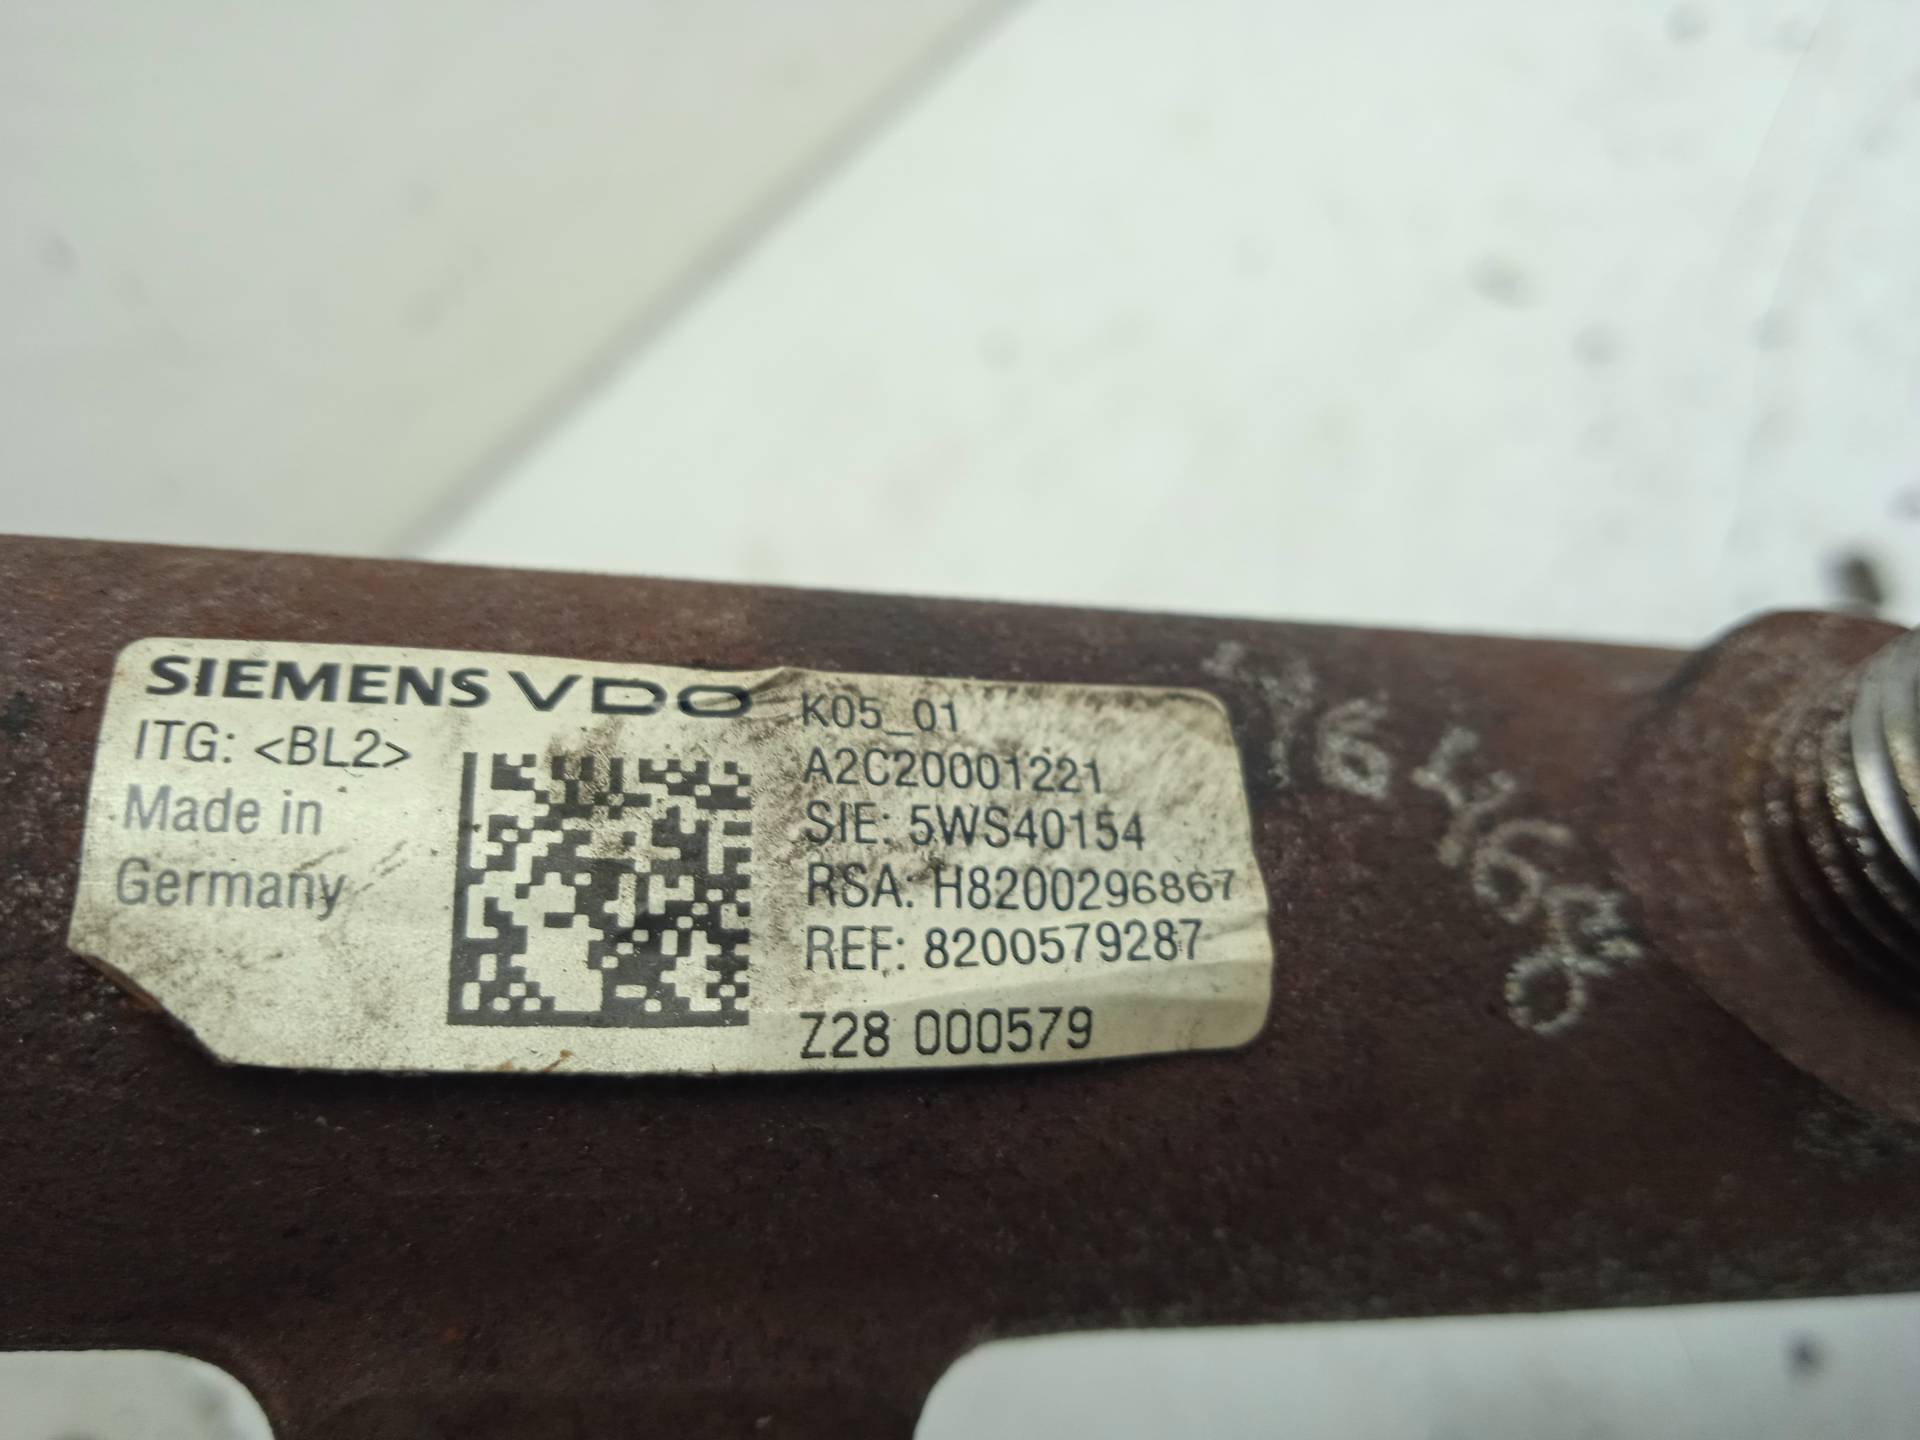 SIEMENS VDO
ITG: <BL2>
Made in
Germany
K05_01
A2C20001221
SIE: 5WS40154
RSA: H8200296867
REF: 8200579287
Z28 000579